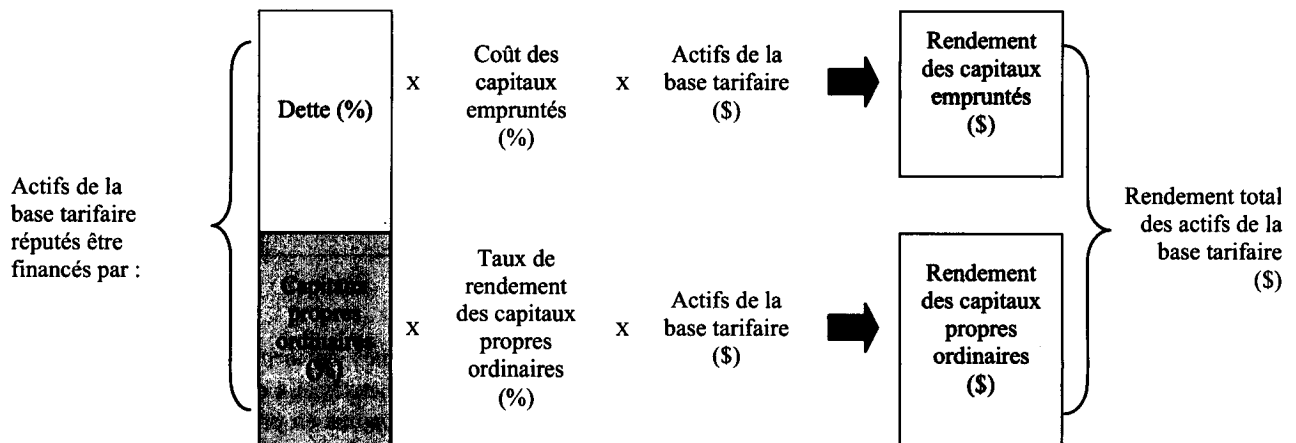 Actifs de la
base tarifaire
réputés être
financés par :
Dette (%)
x
Coût des
capitaux
empruntés
(%)
x
Actifs de la
base tarifaire
($)
Rendement
des capitaux
empruntés
($)
Capitaux
propres
ordinaires
(%)
x
Taux de
rendement
des capitaux
propres
ordinaires
(%)
x
Actifs de la
base tarifaire
($)
Rendement
des capitaux
propres
ordinaires
($)
Rendement total
des actifs de la
base tarifaire
($)